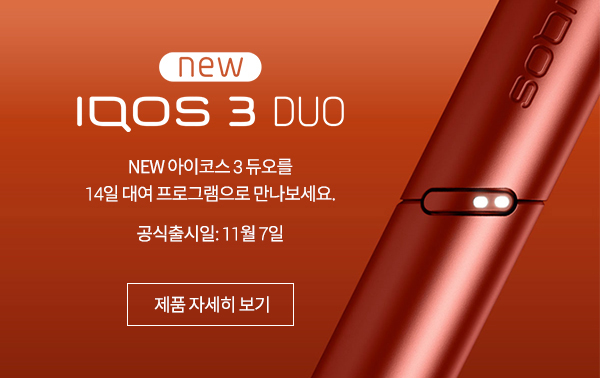 new
IQOS 3 DUO
NEW 아이코스 3 듀오를
14일 대여 프로그램으로 만나보세요.
공식출시일: 11월 7일
제품 자세히 보기
IQOS